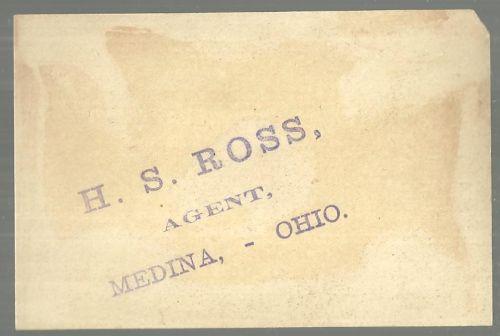 H. S. ROSS,
AGENT,
MEDINA, - OHIO.